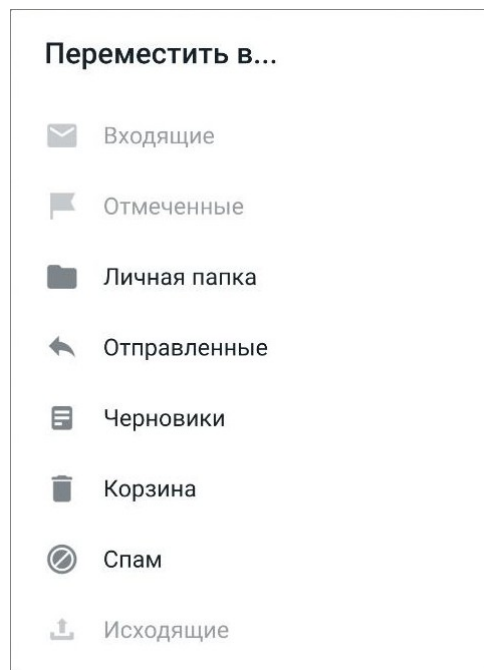 Переместить в...
Входящие
Отмеченные
Личная папка
Отправленные
Черновики
Корзина
Спам
Исходящие